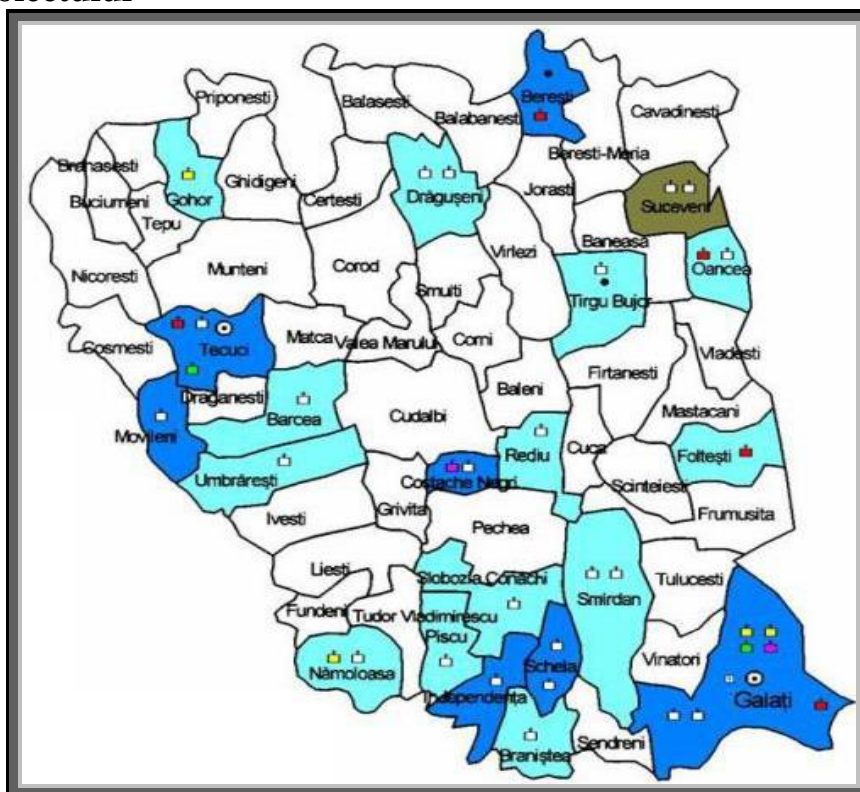 Priponesti
Balasesti
Beresti
Balabanesti
Cavadinesti
Brahasesti
Beresti-Meria
Gohor
Ghidigeni
Buciumeni
Certesti
Drăgușeni
Jorasti
Suceveni
Tepu
Baneasa
Virlezi
Nicoresti
Munteni
Corod
Oancea
Smulti
Tirgu Bujor
Cosmesti
Tecuci
Matca
Valea Marului
Corni
Vladesti
Firtanesti
Draganesti
Baleni
Barcea
Cudalbi
Mastacani
Movileni
Rediu
Cuca
Foltești
Umbrărești
Costache Negri
Scinteiesti
Grivita
Ivesti
Frumusita
Pechea
Liesti
Slobozia Conachi
Tulucesti
Smirdan
Fundeni
Tudor Vladimirescu
Piscu
Nămoloasa
Scheia
Vinatori
Independența
Galați
Braniștea
Sendreni